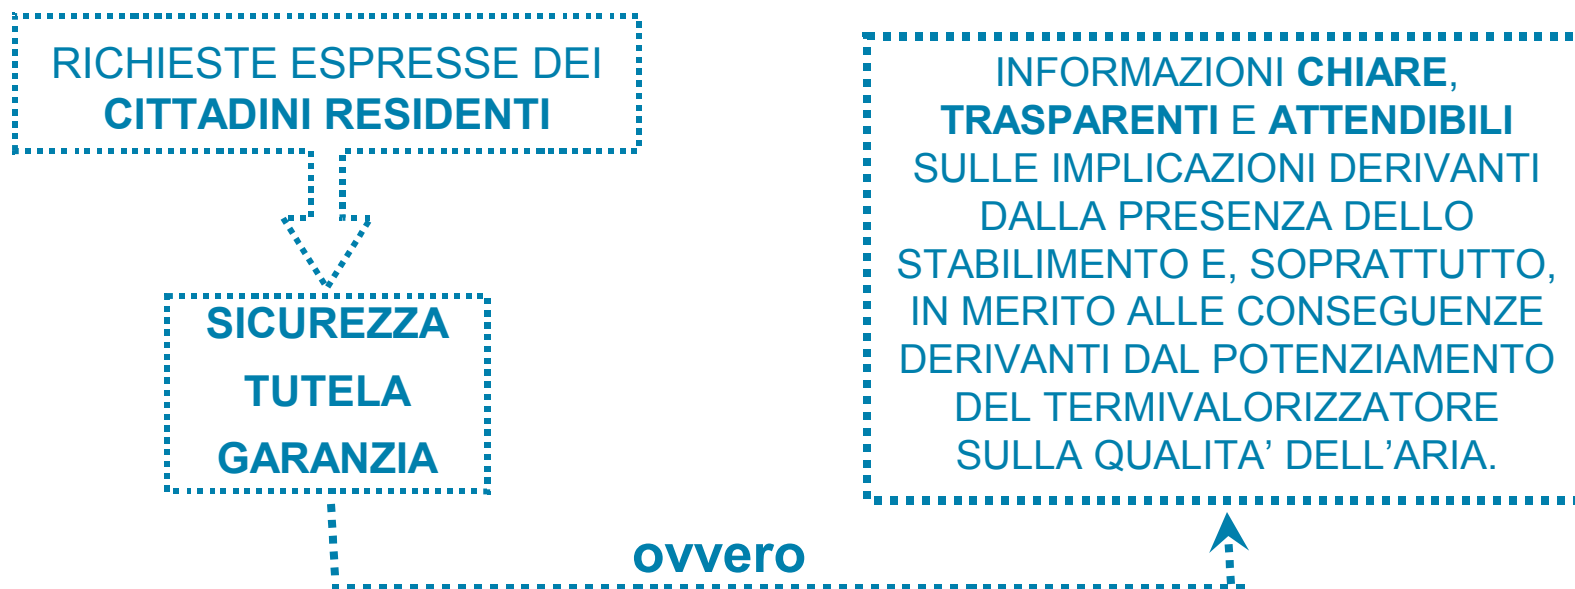 RICHIESTE ESPRESSE DEI
CITTADINI RESIDENTI
SICUREZZA
TUTELA
GARANZIA
ovvero
INFORMAZIONI CHIARE,
TRASPARENTI E ATTENDIBILI
SULLE IMPLICAZIONI DERIVANTI
DALLA PRESENZA DELLO
STABILIMENTO E, SOPRATTUTTO,
IN MERITO ALLE CONSEGUENZE
DERIVANTI DAL POTENZIAMENTO
DEL TERMIVALORIZZATORE
SULLA QUALITA’ DELL’ARIA.